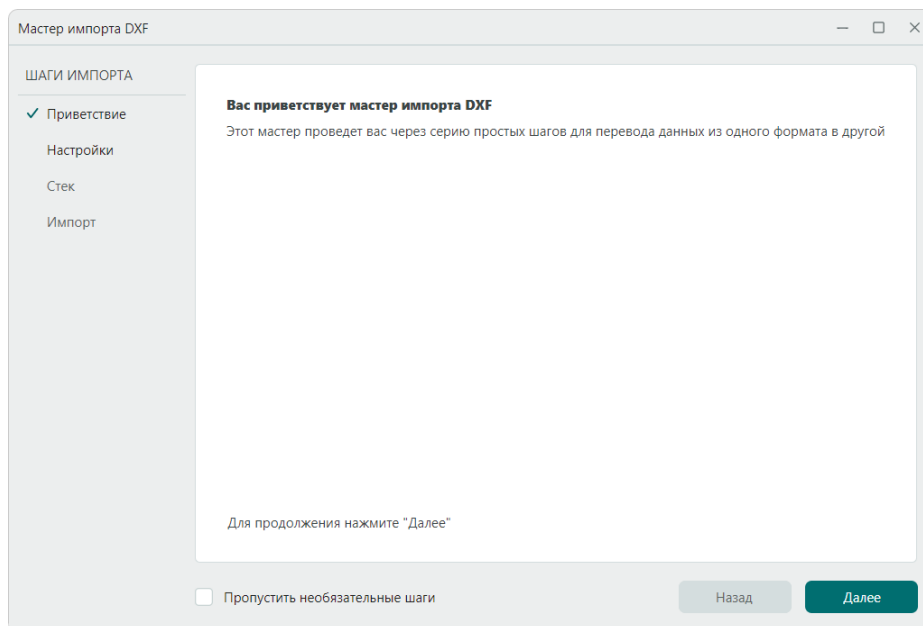 Мастер импорта DXF
ШАГИ ИМПОРТА
Приветствие
Настройки
Стек
Импорт
Вас приветствует мастер импорта DXF
Этот мастер проведет вас через серию простых шагов для перевода данных из одного формата в другой
Для продолжения нажмите "Далее"
Пропустить необязательные шаги
Назад
Далее